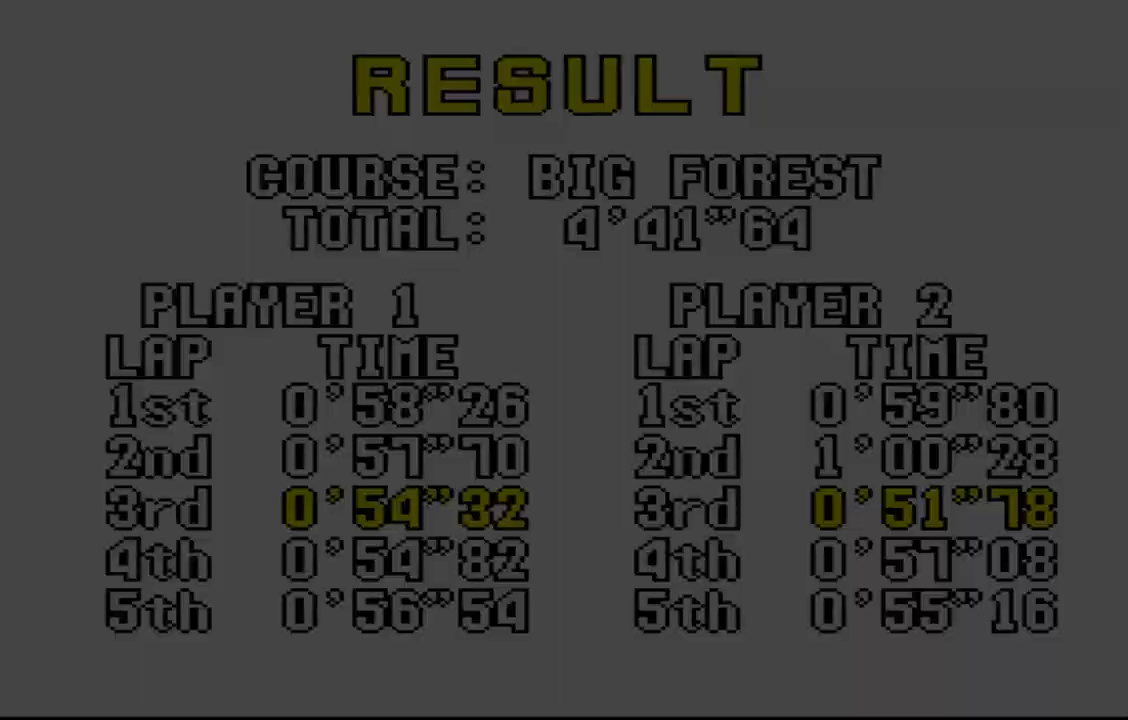 RESULT
COURSE: BIG FOREST
TOTAL: 4'41"64
PLAYER 1 PLAYER 2
LAP TIME LAP TIME
1st 0'58"26 1st 0'59"80
2nd 0'57"70 2nd 1'00"28
3rd 0'54"32 3rd 0'51"78
4th 0'54"82 4th 0'57"08
5th 0'56"54 5th 0'55"16